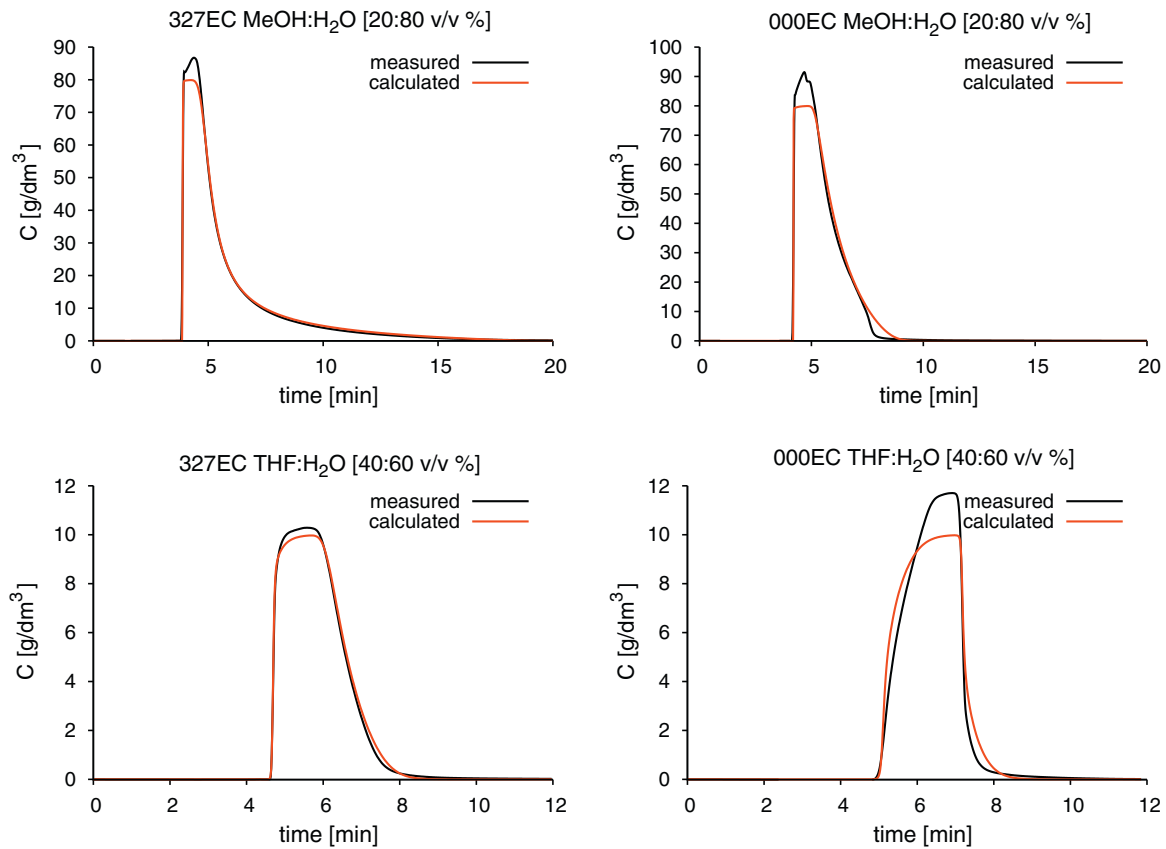 327EC MeOH:H₂O [20:80 v/v %]
measured
calculated
C [g/dm³]
90
80
70
60
50
40
30
20
10
0
0 5 10 15 20
time [min]
000EC MeOH:H₂O [20:80 v/v %]
measured
calculated
C [g/dm³]
100
90
80
70
60
50
40
30
20
10
0
0 5 10 15 20
time [min]
327EC THF:H₂O [40:60 v/v %]
measured
calculated
C [g/dm³]
12
10
8
6
4
2
0
0 2 4 6 8 10 12
time [min]
000EC THF:H₂O [40:60 v/v %]
measured
calculated
C [g/dm³]
12
10
8
6
4
2
0
0 2 4 6 8 10 12
time [min]